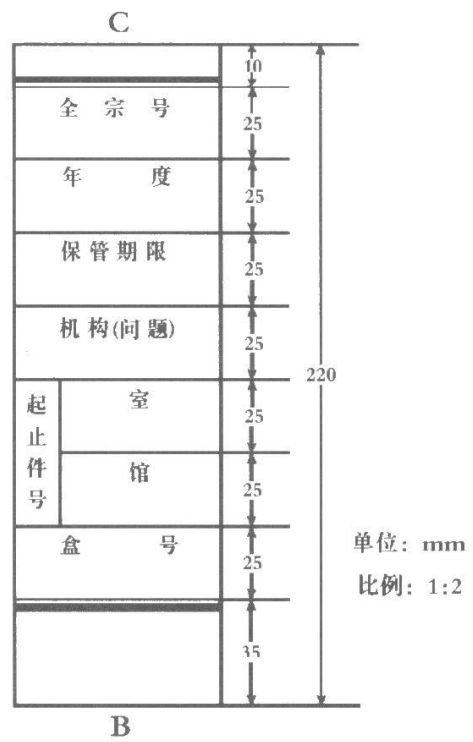 C
10
全宗号
25
年度
25
保管期限
25
机构(问题)
25
220
起止件号
室
25
馆
25
盒号
25
单位：mm
比例：1:2
35
B